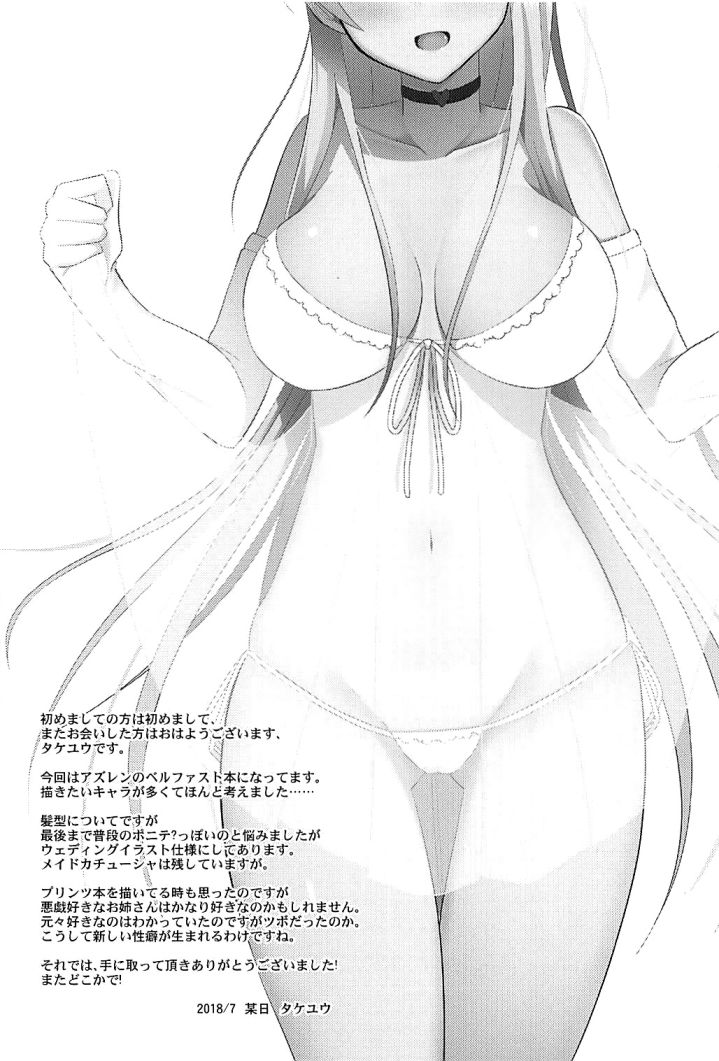 初めましての方は初めまして、
またお会いした方はおはようございます、
タケユウです。
今回はアズレンのベルファスト本になってます。
描きたいキャラが多くてほんと考えました……
髪型についてですが
最後まで普段のポニテ?っぽいのと悩みましたが
ウェディングイラスト仕様にしてあります。
メイドカチューシャは残していますが。
プリンツ本を描いてる時も思ったのですが
悪戯好きなお姉さんはかなり好きなのかもしれません。
元々好きなのはわかっていたのですがツボだったのか。
こうして新しい性癖が生まれるわけですね。
それでは、手に取って頂きありがとうございました!
またどこかで!
2018/7 某日 タケユウ